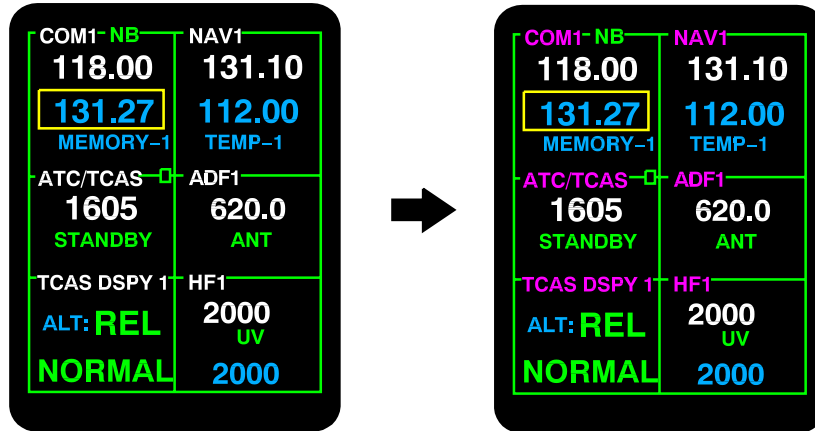 COM1 NB NAV1
118.00 131.10
131.27 112.00
MEMORY-1 TEMP-1
ATC/TCAS ADF1
1605 620.0
STANDBY ANT
TCAS DSPY 1 HF1
ALT: REL 2000
UV
NORMAL 2000
COM1 NB NAV1
118.00 131.10
131.27 112.00
MEMORY-1 TEMP-1
ATC/TCAS ADF1
1605 620.0
STANDBY ANT
TCAS DSPY 1 HF1
ALT: REL 2000
UV
NORMAL 2000